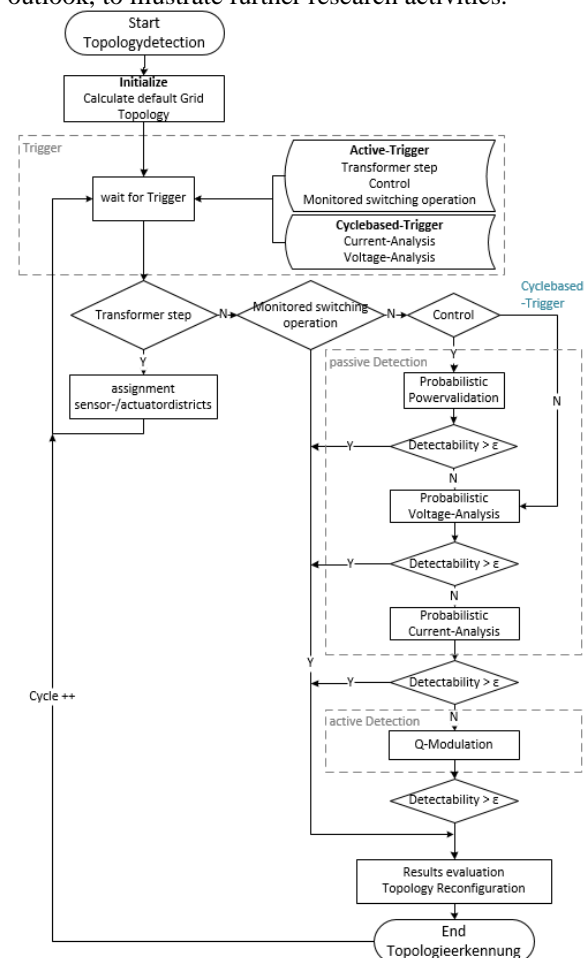 outlook, to illustrate further research activities.
Start
Topologydetection
Initialize
Calculate default Grid
Topology
Trigger
Active-Trigger
Transformer step
Control
Monitored switching operation
wait for Trigger
Cyclebased-Trigger
Current-Analysis
Voltage-Analysis
Cyclebased
-Trigger
Transformer step
N
Monitored switching
operation
N
Control
Y
Y
passive Detection
assignment
sensor-/actuatordistricts
Probabilistic
Powervalidation
N
Y
Detectability > ε
N
Probabilistic
Voltage-Analysis
Y
Detectability > ε
N
Probabilistic
Current-Analysis
Y
Y
Detectability > ε
Cycle ++
N
active Detection
Q-Modulation
Detectability > ε
Results evaluation
Topology Reconfiguration
End
Topologieerkennung